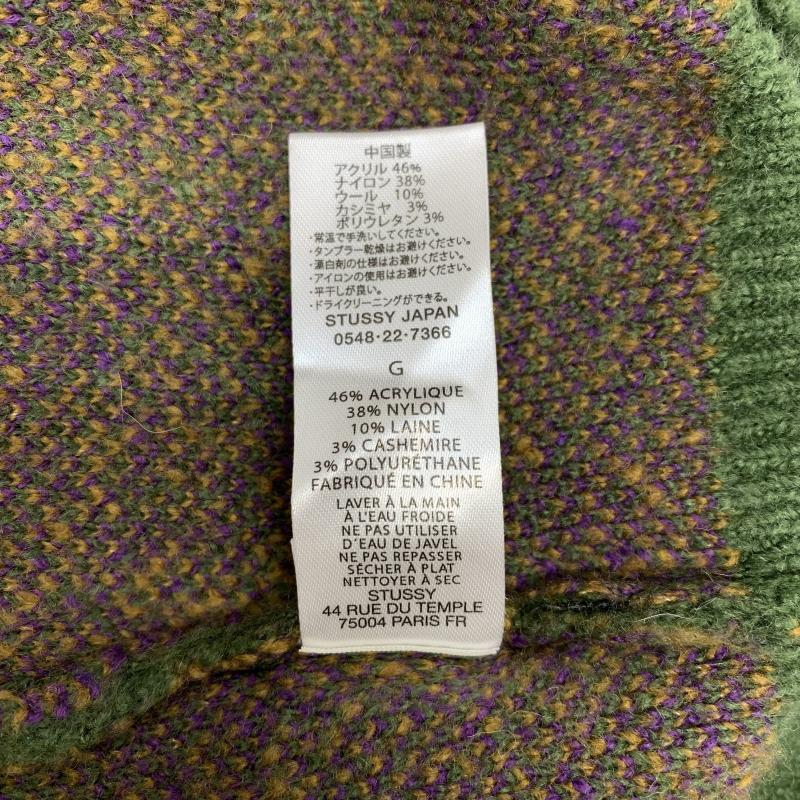 中国製
アクリル 46%
ナイロン 38%
ウール 10%
カシミヤ 3%
ポリウレタン 3%
・常温で手洗いしてください。
・タンブラー乾燥はお避けください。
・漂白剤の仕様はお避けください。
・アイロンの使用はお避けください。
・平干しが良い。
・ドライクリーニングができる。
STUSSY JAPAN
0548·22·7366
G
46% ACRYLIQUE
38% NYLON
10% LAINE
3% CASHEMIRE
3% POLYURÉTHANE
FABRIQUÉ EN CHINE
LAVER À LA MAIN
À L'EAU FROIDE
NE PAS UTILISER
D'EAU DE JAVEL
NE PAS REPASSER
SÉCHER À PLAT
NETTOYER À SEC
STUSSY
44 RUE DU TEMPLE
75004 PARIS FR